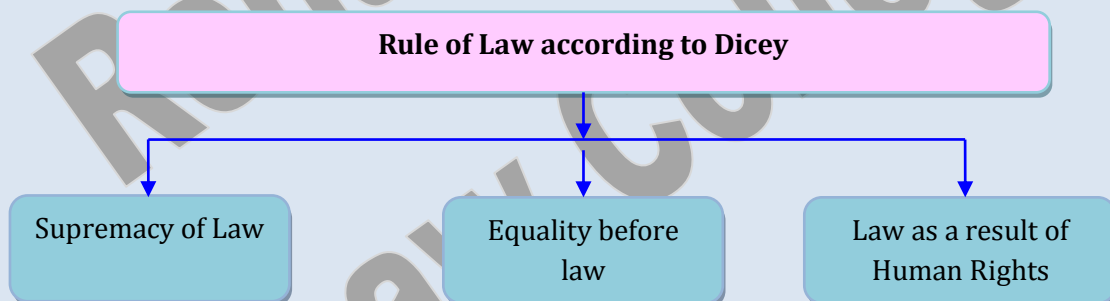 Rule of Law according to Dicey
Supremacy of Law
Equality before
law
Law as a result of
Human Rights